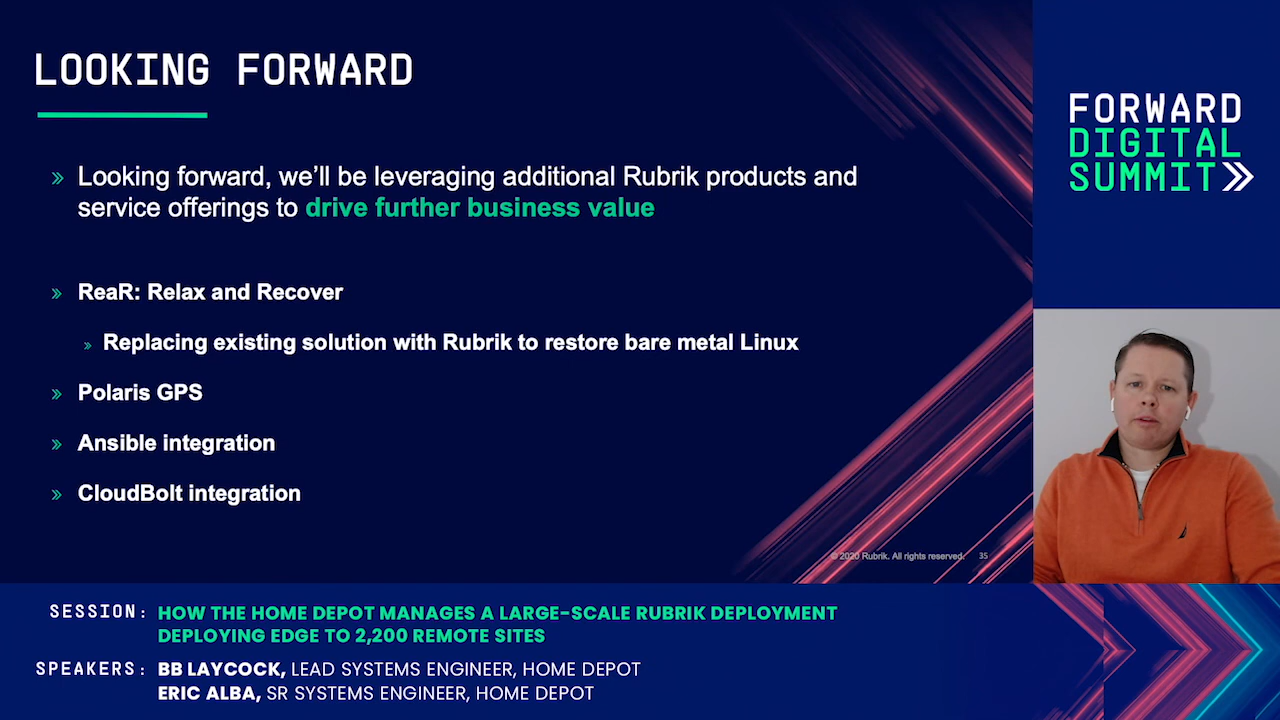 LOOKING FORWARD
Looking forward, we'll be leveraging additional Rubrik products and
service offerings to drive further business value
ReaR: Relax and Recover
Replacing existing solution with Rubrik to restore bare metal Linux
Polaris GPS
Ansible integration
CloudBolt integration
© 2020 Rubrik. All rights reserved. 35
FORWARD
DIGITAL
SUMMIT
SESSION: HOW THE HOME DEPOT MANAGES A LARGE-SCALE RUBRIK DEPLOYMENT
DEPLOYING EDGE TO 2,200 REMOTE SITES
SPEAKERS: BB LAYCOCK, LEAD SYSTEMS ENGINEER, HOME DEPOT
ERIC ALBA, SR SYSTEMS ENGINEER, HOME DEPOT